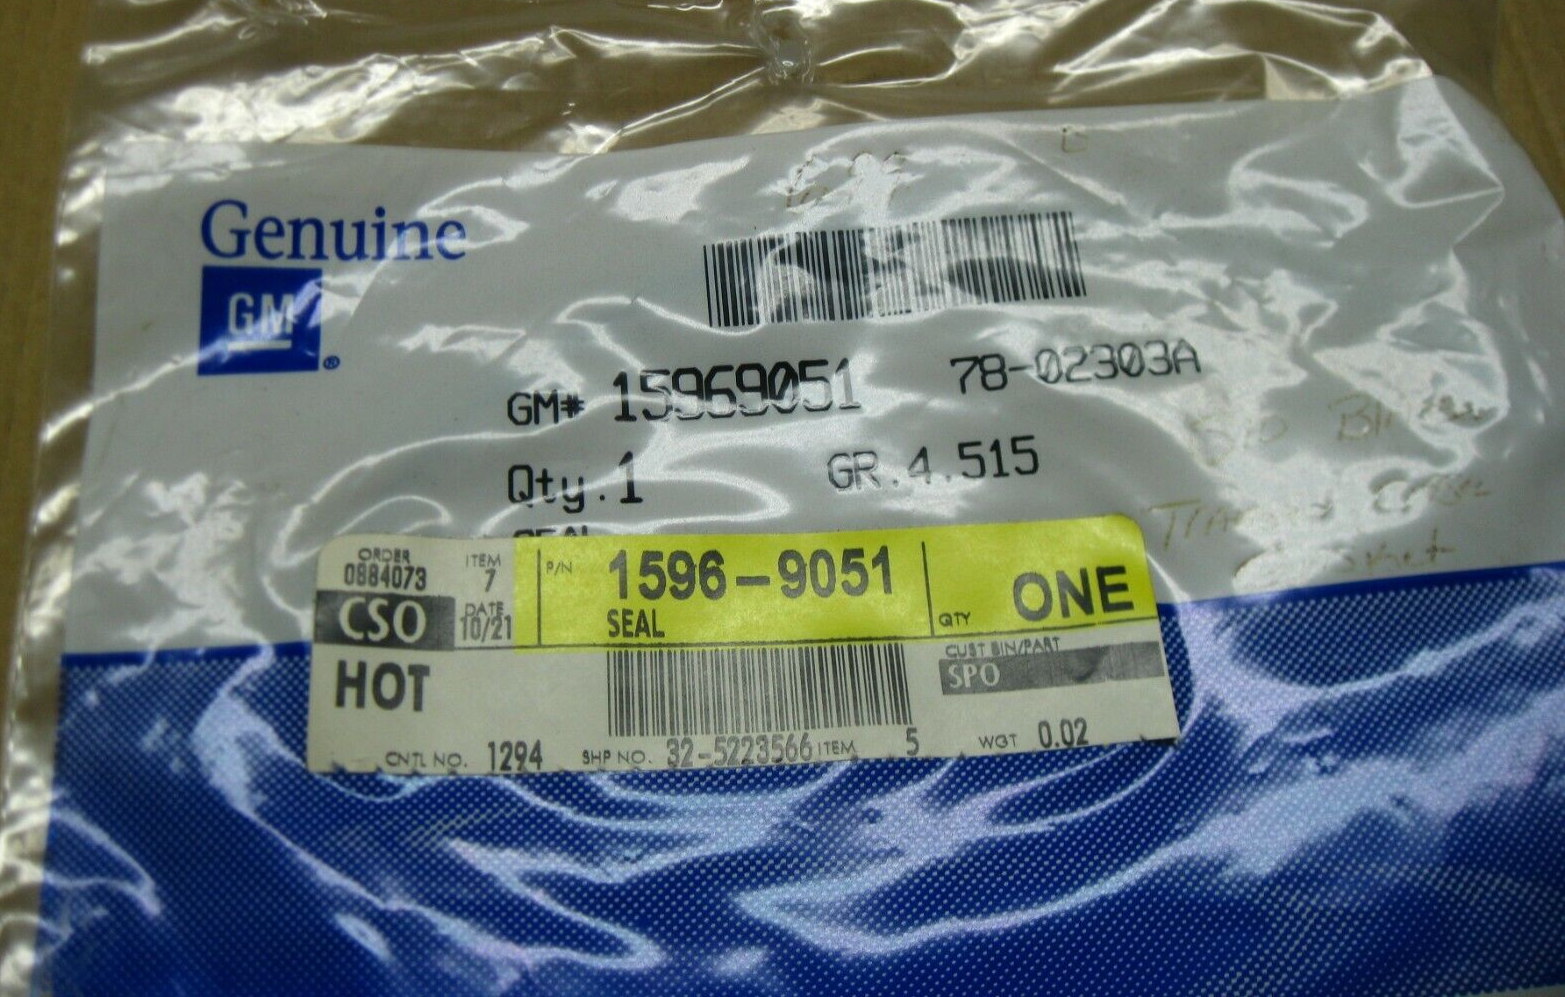 Genuine
GM®
GM# 15969051 78-02303A
Qty.1 GR.4.515
SEAL
ORDER 0884073 ITEM 7 P/N 1596-9051 QTY ONE
CSO DATE 10/21 SEAL
HOT CUST BIN/PART SPO
CNTL NO. 1294 SHP NO. 32-5223566 ITEM 5 WGT 0.02